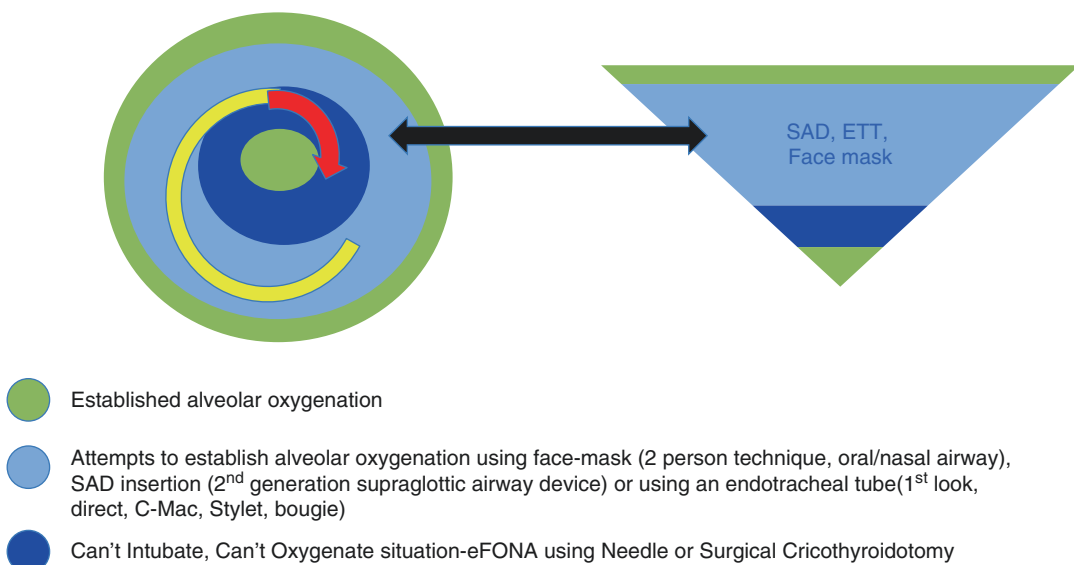 SAD, ETT,
Face mask
Established alveolar oxygenation
Attempts to establish alveolar oxygenation using face-mask (2 person technique, oral/nasal airway),
SAD insertion (2nd generation supraglottic airway device) or using an endotracheal tube(1st look,
direct, C-Mac, Stylet, bougie)
Can't Intubate, Can't Oxygenate situation-eFONA using Needle or Surgical Cricothyroidotomy